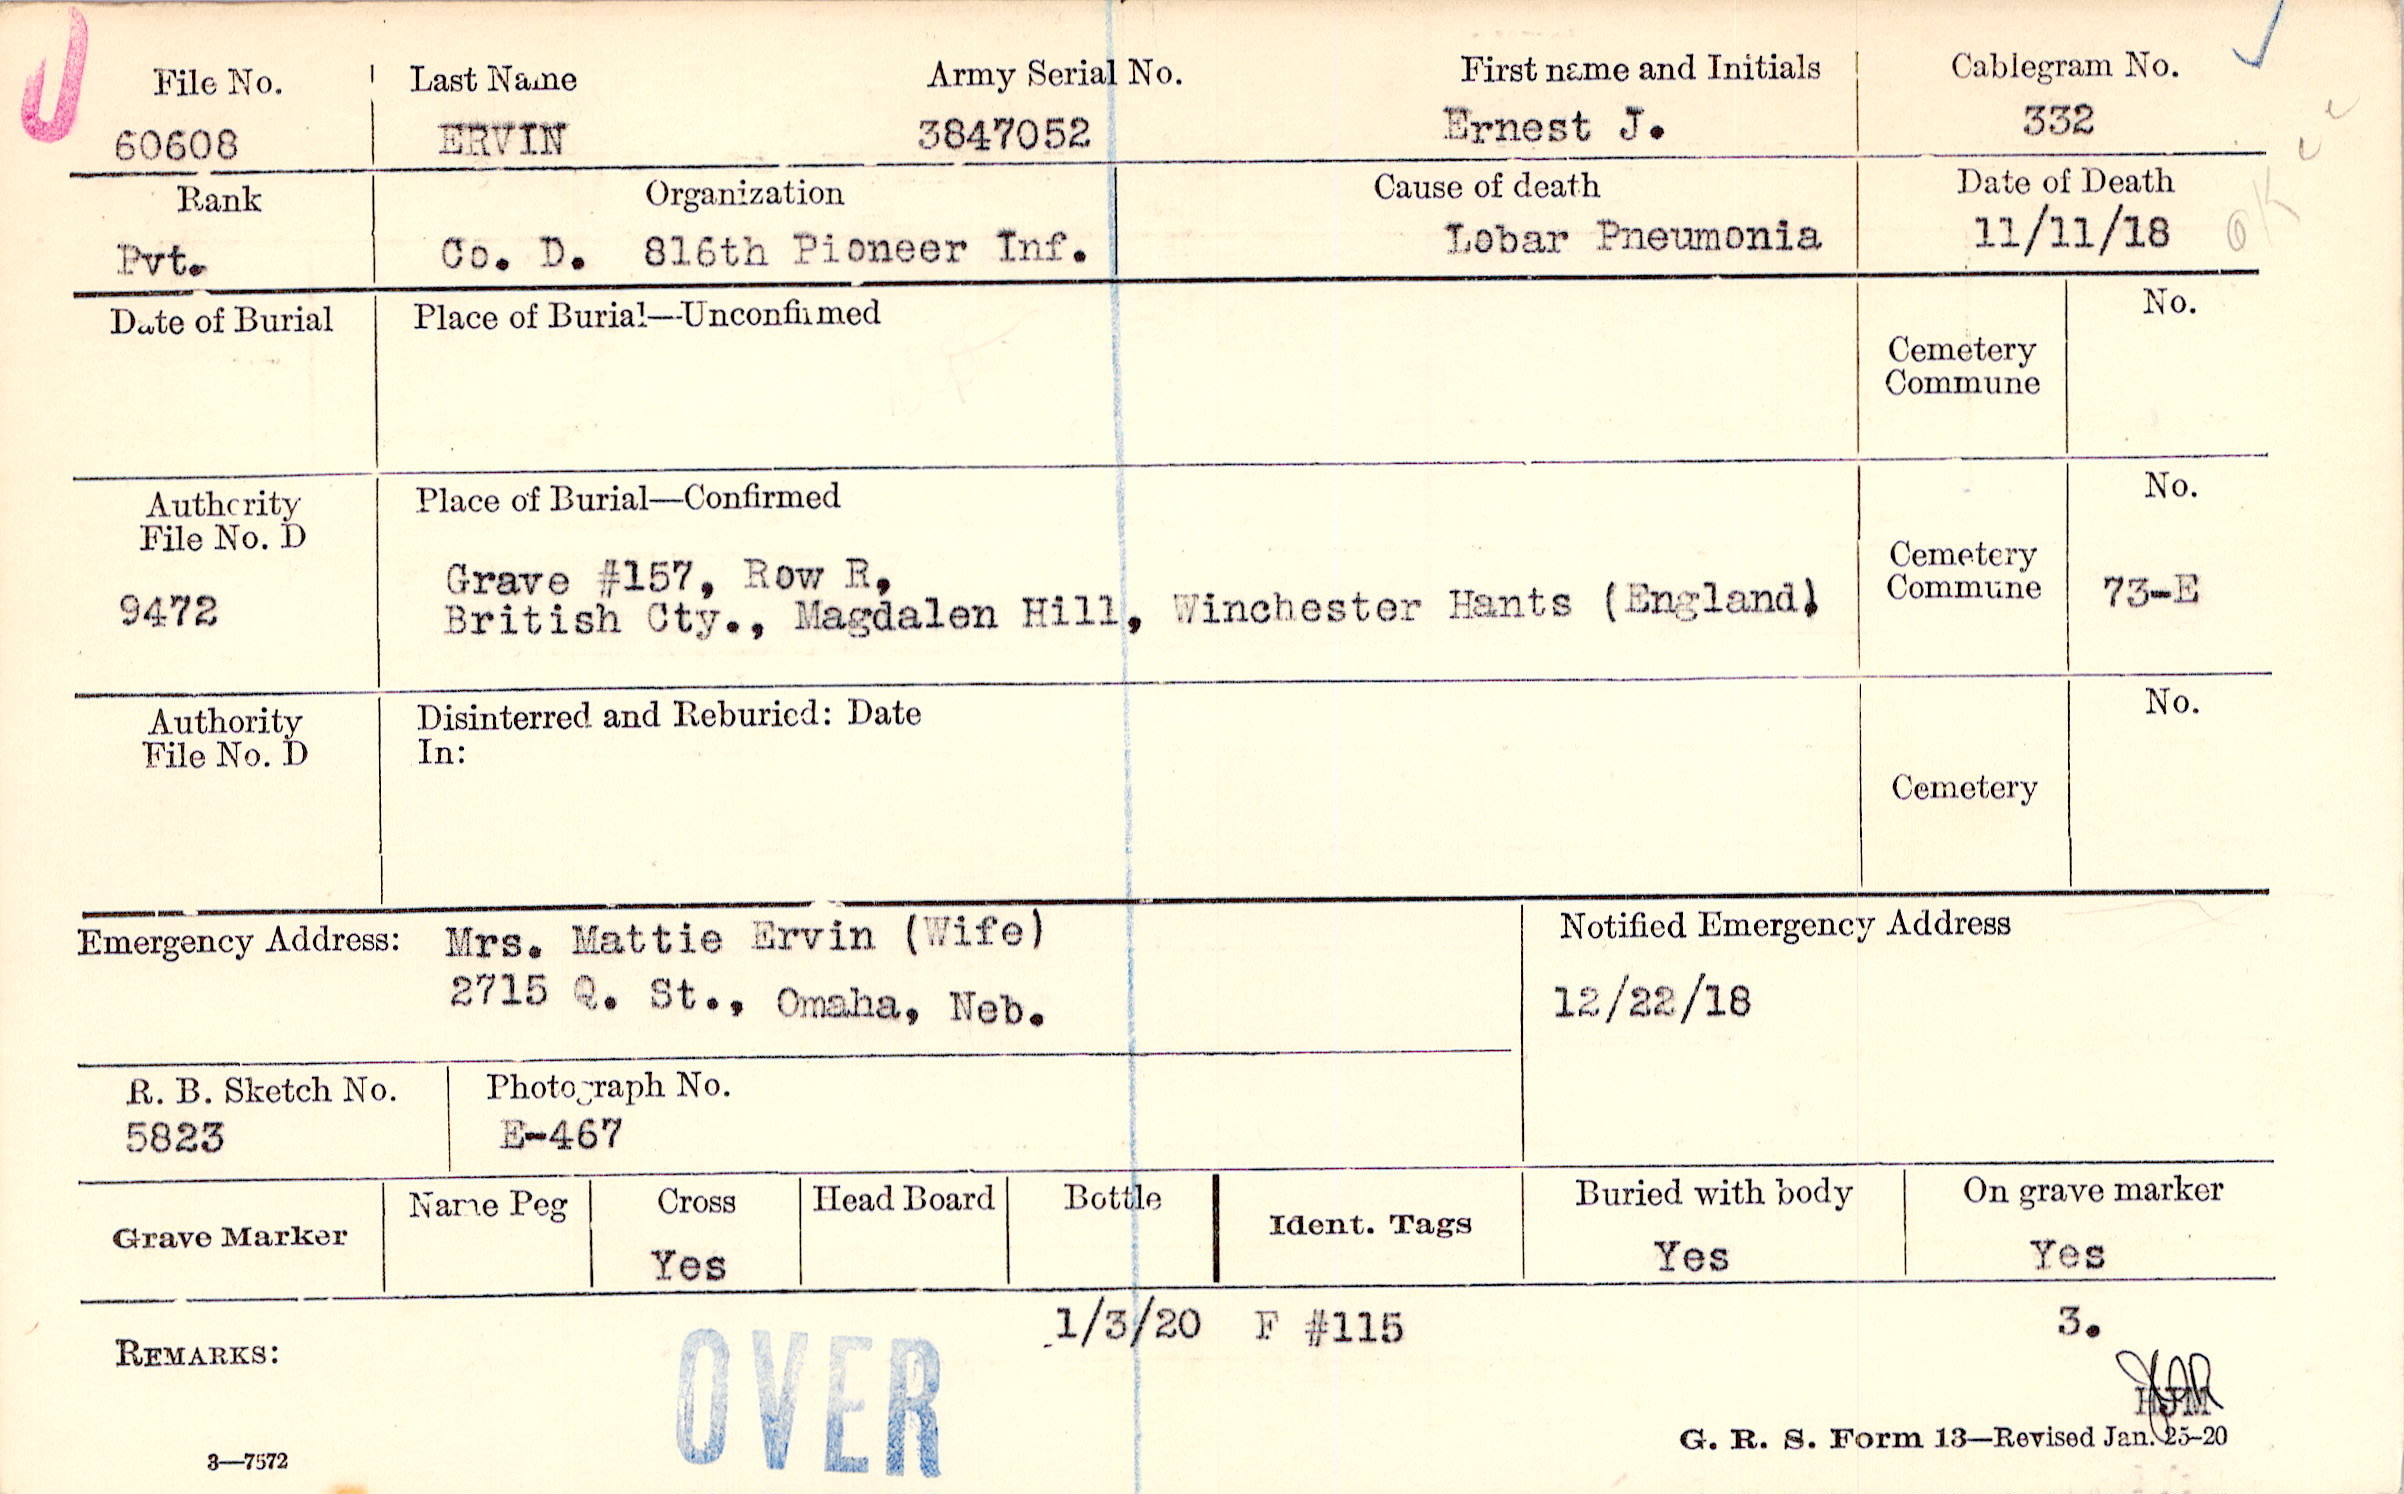 File No. Last Name Army Serial No. First name and Initials Cablegram No.
60608 ERVIN 3847052 Ernest J. 332
Rank Organization Cause of death Date of Death
Pvt. Co. D. 816th Pioneer Inf. Lobar Pneumonia 11/11/18 OK
Date of Burial Place of Burial—Unconfirmed No.
Cemetery
Commune
Authority Place of Burial—Confirmed No.
File No. D
9472 Grave #157, Row R,
British Cty., Magdalen Hill, Winchester Hants (England)
Cemetery
Commune 73-E
Authority Disinterred and Reburied: Date No.
File No. D In:
Cemetery
Emergency Address: Mrs. Mattie Ervin (Wife) Notified Emergency Address
2715 Q. St., Omaha, Neb. 12/22/18
R. B. Sketch No. Photograph No.
5823 E-467
Grave Marker Name Peg Cross Head Board Bottle Ident. Tags Buried with body On grave marker
Yes Yes Yes
1/3/20 F #115 3.
REMARKS: OVER
HJM
3—7572 G. R. S. Form 13—Revised Jan. 25-20